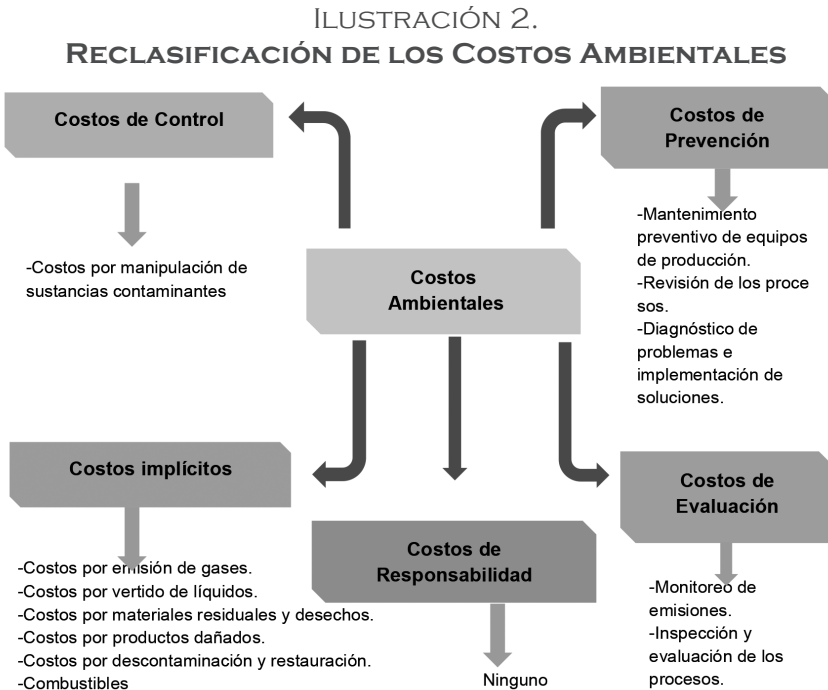 ILUSTRACIÓN 2.
RECLASIFICACIÓN DE LOS COSTOS AMBIENTALES
Costos de Control
-Costos por manipulación de
sustancias contaminantes
Costos de
Prevención
-Mantenimiento
preventivo de equipos
de producción.
-Revisión de los proce
sos.
-Diagnóstico de
problemas e
implementación de
soluciones.
Costos
Ambientales
Costos implícitos
-Costos por emisión de gases.
-Costos por vertido de líquidos.
-Costos por materiales residuales y desechos.
-Costos por productos dañados.
-Costos por descontaminación y restauración.
-Combustibles
Costos de
Responsabilidad
Ninguno
Costos de
Evaluación
-Monitoreo de
emisiones.
-Inspección y
evaluación de los
procesos.